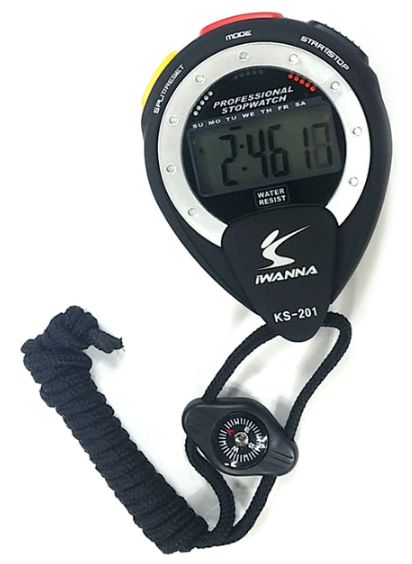 SPLIT/RESET
MODE
START/STOP
PROFESSIONAL
STOPWATCH
SU MO TU WE TH FR SA
2:46 18
WATER
RESIST
iWANNA
KS-201